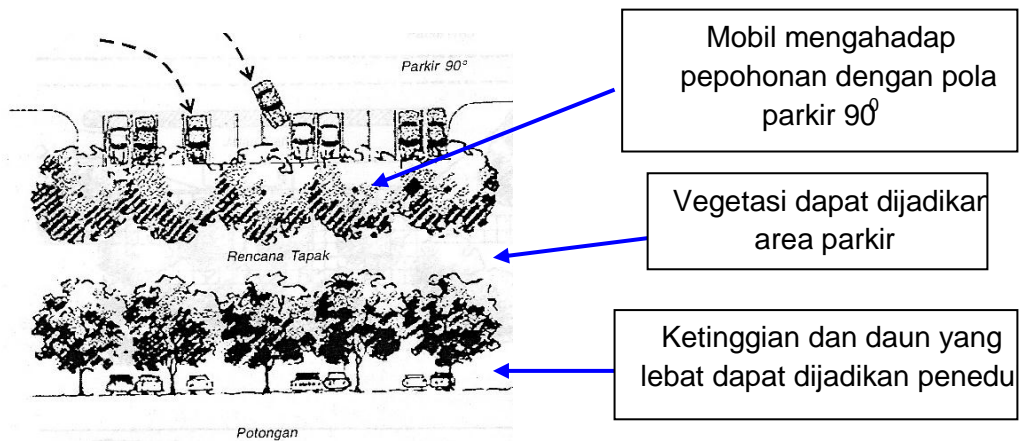 Parkir 90°
Rencana Tapak
Potongan
Mobil mengahadap
pepohonan dengan pola
parkir 90⁰
Vegetasi dapat dijadikan
area parkir
Ketinggian dan daun yang
lebat dapat dijadikan penedu